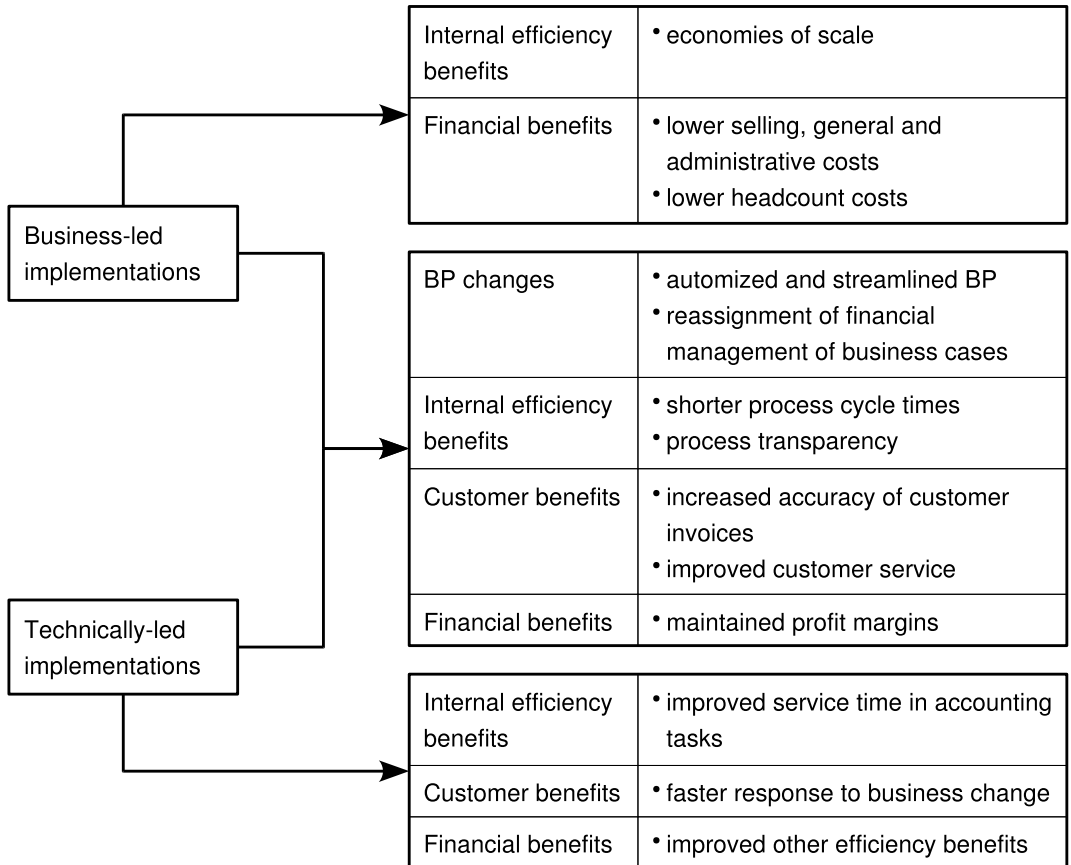 Internal efficiency
benefits
• economies of scale
Financial benefits
• lower selling, general and
administrative costs
• lower headcount costs
Business-led
implementations
BP changes
• automized and streamlined BP
• reassignment of financial
management of business cases
Internal efficiency
benefits
• shorter process cycle times
• process transparency
Customer benefits
• increased accuracy of customer
invoices
• improved customer service
Financial benefits
• maintained profit margins
Technically-led
implementations
Internal efficiency
benefits
• improved service time in accounting
tasks
Customer benefits
• faster response to business change
Financial benefits
• improved other efficiency benefits